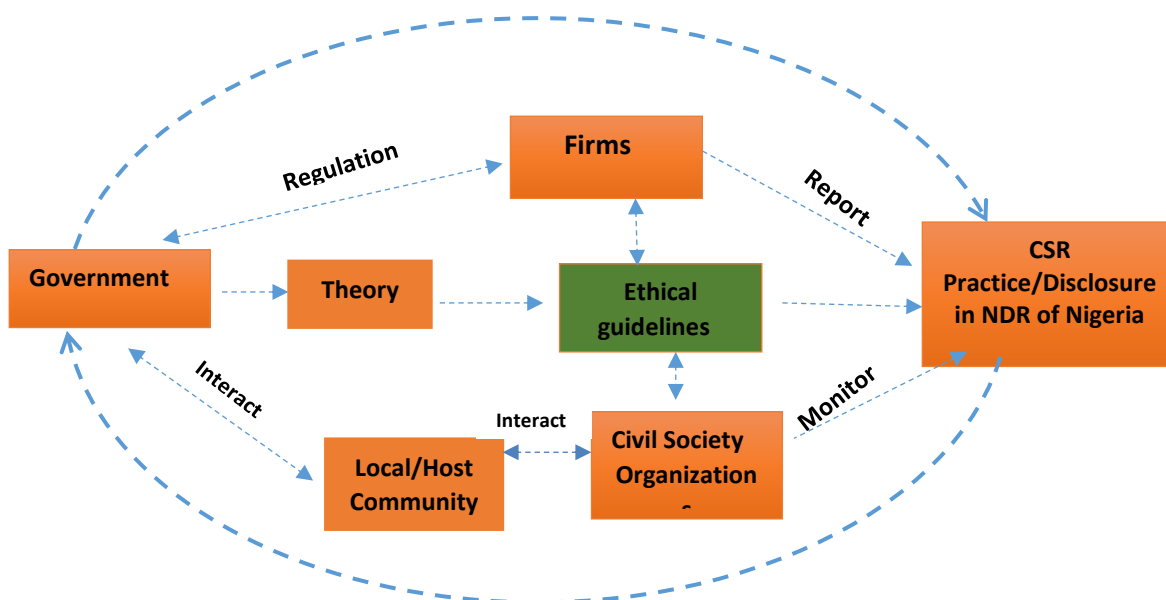 Firms
Regulation
Report
Government
Theory
Ethical
guidelines
CSR
Practice/Disclosure
in NDR of Nigeria
Interact
Interact
Monitor
Local/Host
Community
Civil Society
Organization
s